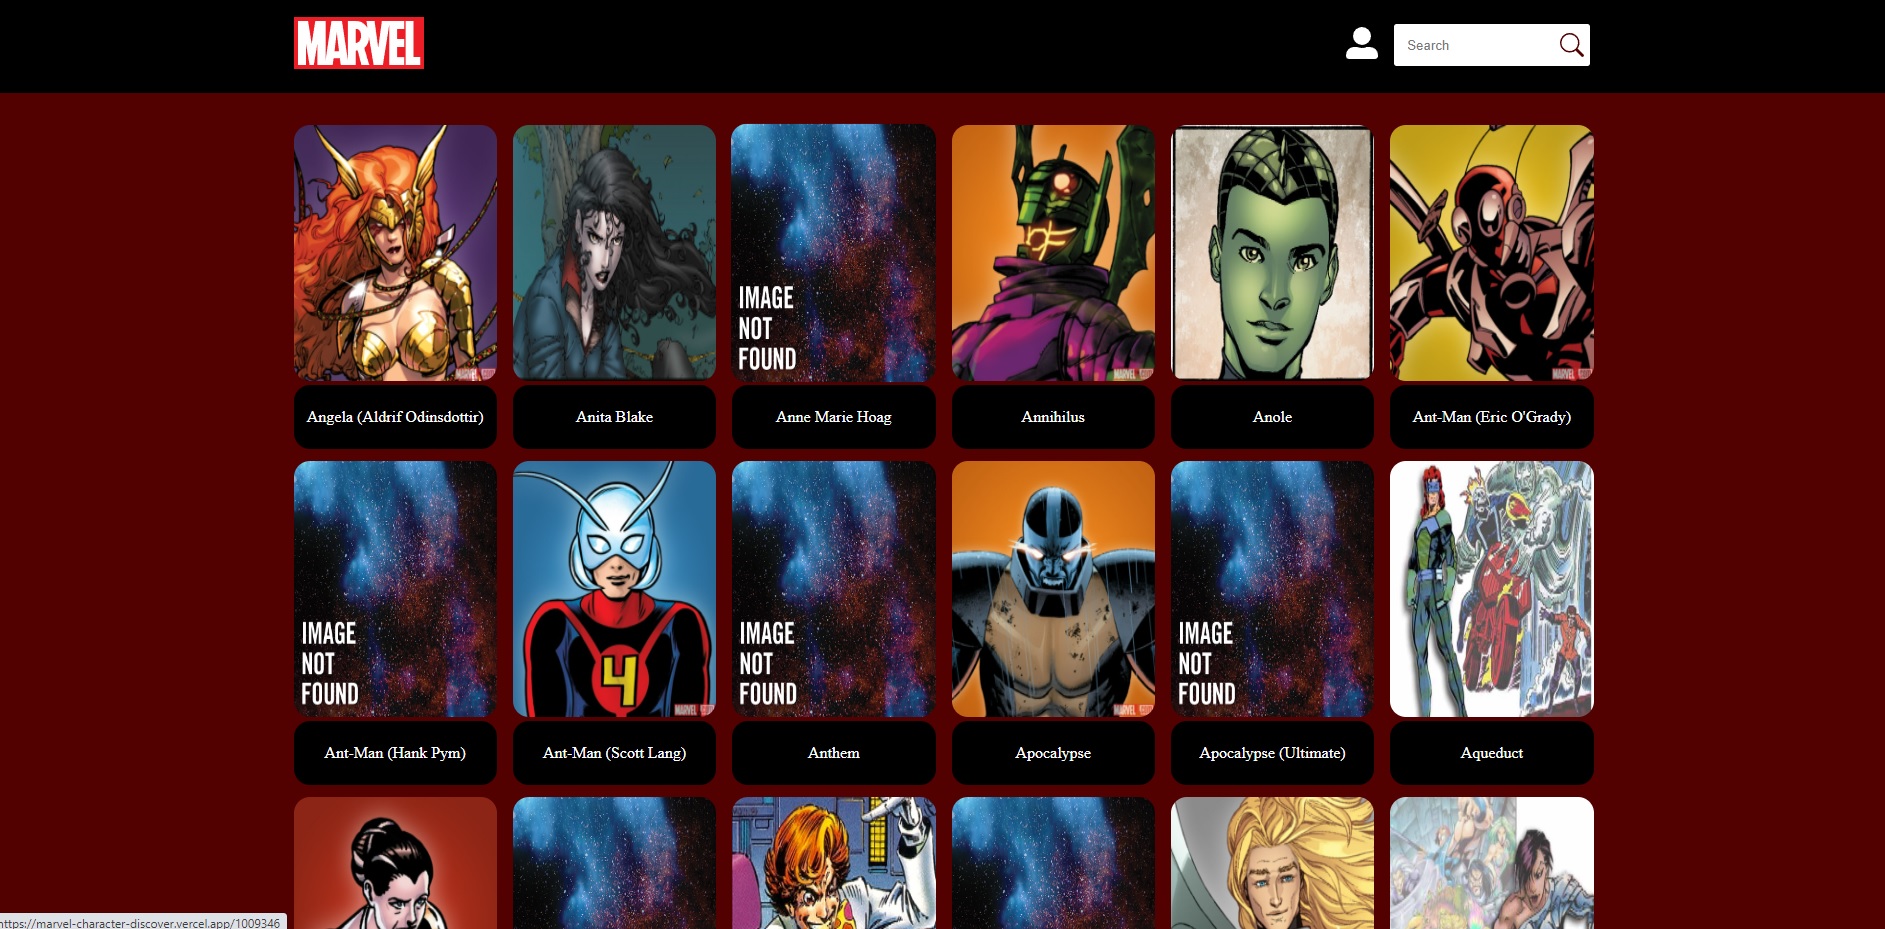 MARVEL
Search
IMAGE
NOT
FOUND
MARVEL
MARVEL
MARVEL
Angela (Aldrif Odinsdottir)
Anita Blake
Anne Marie Hoag
Annihilus
Anole
Ant-Man (Eric O'Grady)
IMAGE
NOT
FOUND
4
MARVEL
IMAGE
NOT
FOUND
MARVEL
IMAGE
NOT
FOUND
Ant-Man (Hank Pym)
Ant-Man (Scott Lang)
Anthem
Apocalypse
Apocalypse (Ultimate)
Aqueduct
https://marvel-character-discover.vercel.app/1009346